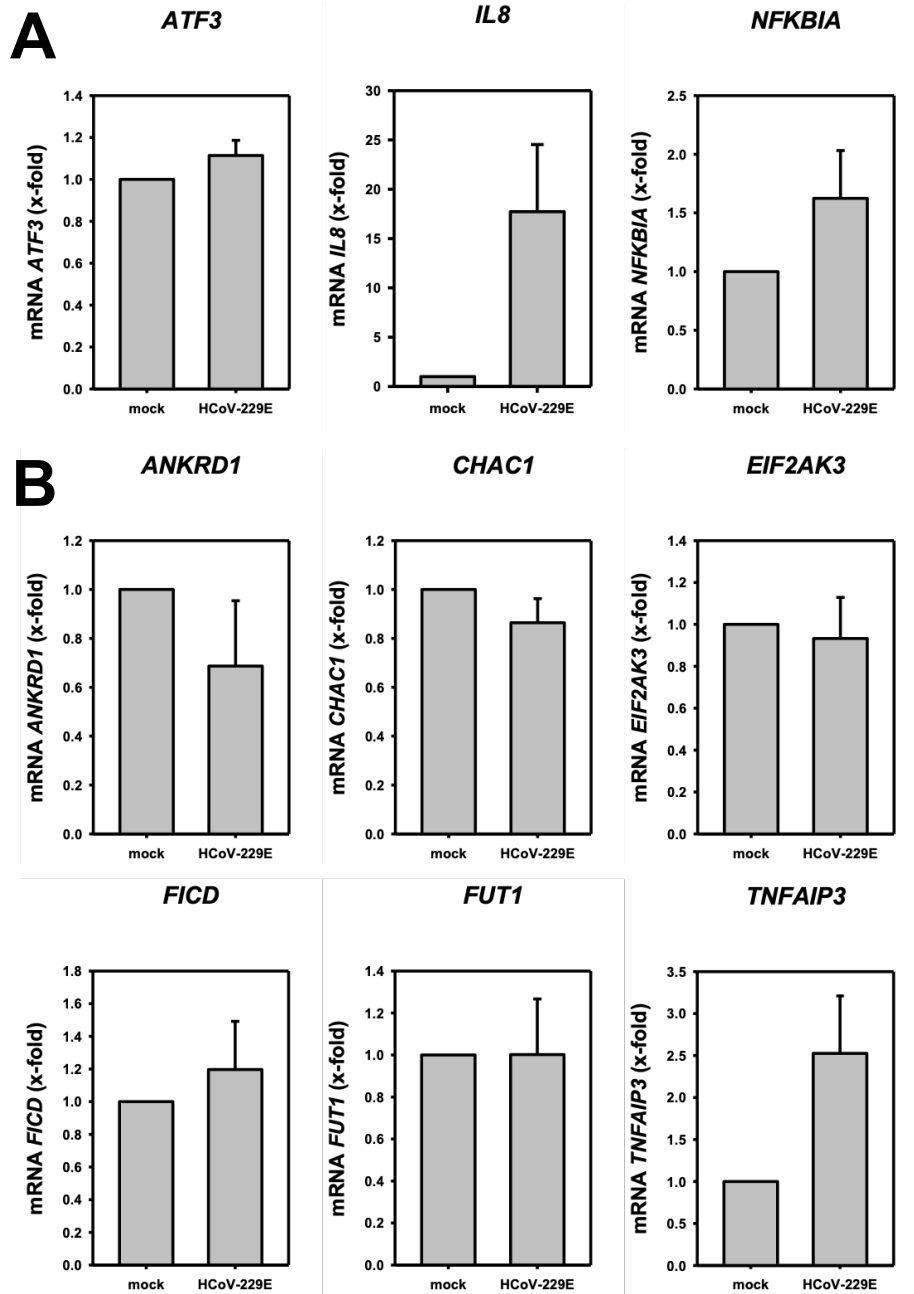 A
ATF3
IL8
NFKBIA
mRNA ATF3 (x-fold)
1.4
1.2
1.0
0.8
0.6
0.4
0.2
0.0
mock
HCoV-229E
mRNA IL8 (x-fold)
30
25
20
15
10
5
0
mock
HCoV-229E
mRNA NFKBIA (x-fold)
2.5
2.0
1.5
1.0
0.5
0.0
mock
HCoV-229E
B
ANKRD1
CHAC1
EIF2AK3
mRNA ANKRD1 (x-fold)
1.2
1.0
0.8
0.6
0.4
0.2
0.0
mock
HCoV-229E
mRNA CHAC1 (x-fold)
1.2
1.0
0.8
0.6
0.4
0.2
0.0
mock
HCoV-229E
mRNA EIF2AK3 (x-fold)
1.4
1.2
1.0
0.8
0.6
0.4
0.2
0.0
mock
HCoV-229E
FICD
FUT1
TNFAIP3
mRNA FICD (x-fold)
1.8
1.6
1.4
1.2
1.0
0.8
0.6
0.4
0.2
0.0
mock
HCoV-229E
mRNA FUT1 (x-fold)
1.4
1.2
1.0
0.8
0.6
0.4
0.2
0.0
mock
HCoV-229E
mRNA TNFAIP3 (x-fold)
3.5
3.0
2.5
2.0
1.5
1.0
0.5
0.0
mock
HCoV-229E